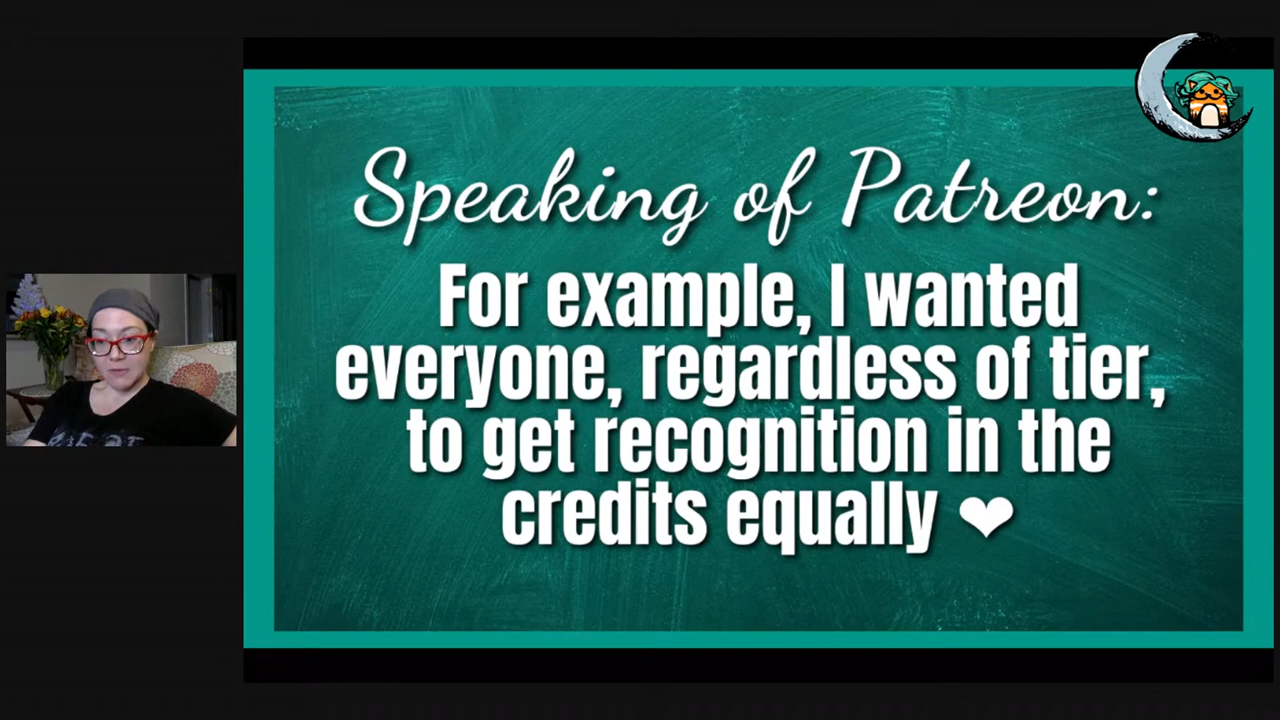 Speaking of Patreon:
For example, I wanted
everyone, regardless of tier,
to get recognition in the
credits equally ❤